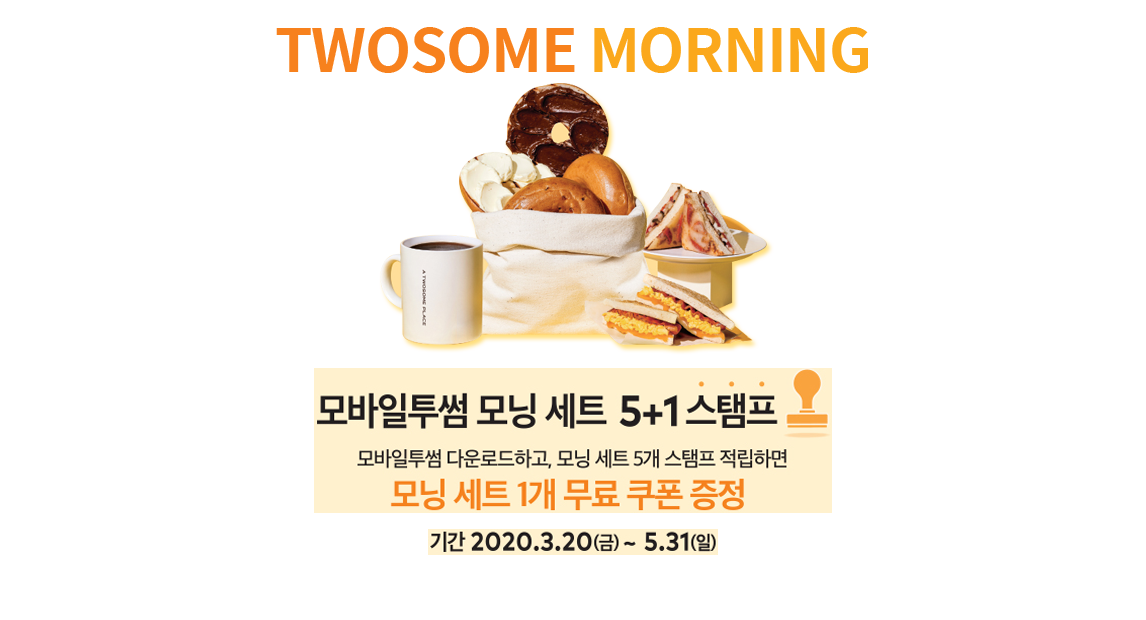 TWOSOME MORNING
A TWOSOME PLACE
모바일투썸 모닝 세트 5+1 스탬프
모바일투썸 다운로드하고, 모닝 세트 5개 스탬프 적립하면
모닝 세트 1개 무료 쿠폰 증정
기간 2020.3.20(금) ~ 5.31(일)